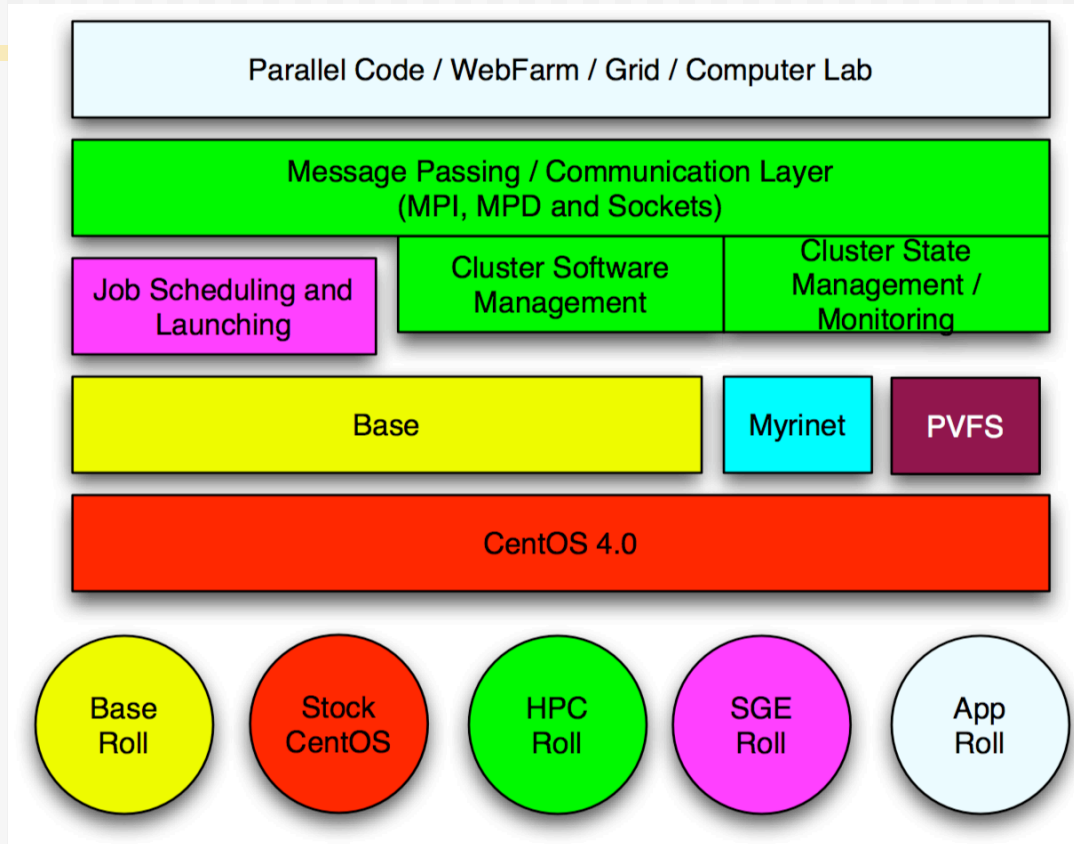 Parallel Code / WebFarm / Grid / Computer Lab
Message Passing / Communication Layer
(MPI, MPD and Sockets)
Job Scheduling and
Launching
Cluster Software
Management
Cluster State
Management /
Monitoring
Base
Myrinet
PVFS
CentOS 4.0
Base
Roll
Stock
CentOS
HPC
Roll
SGE
Roll
App
Roll